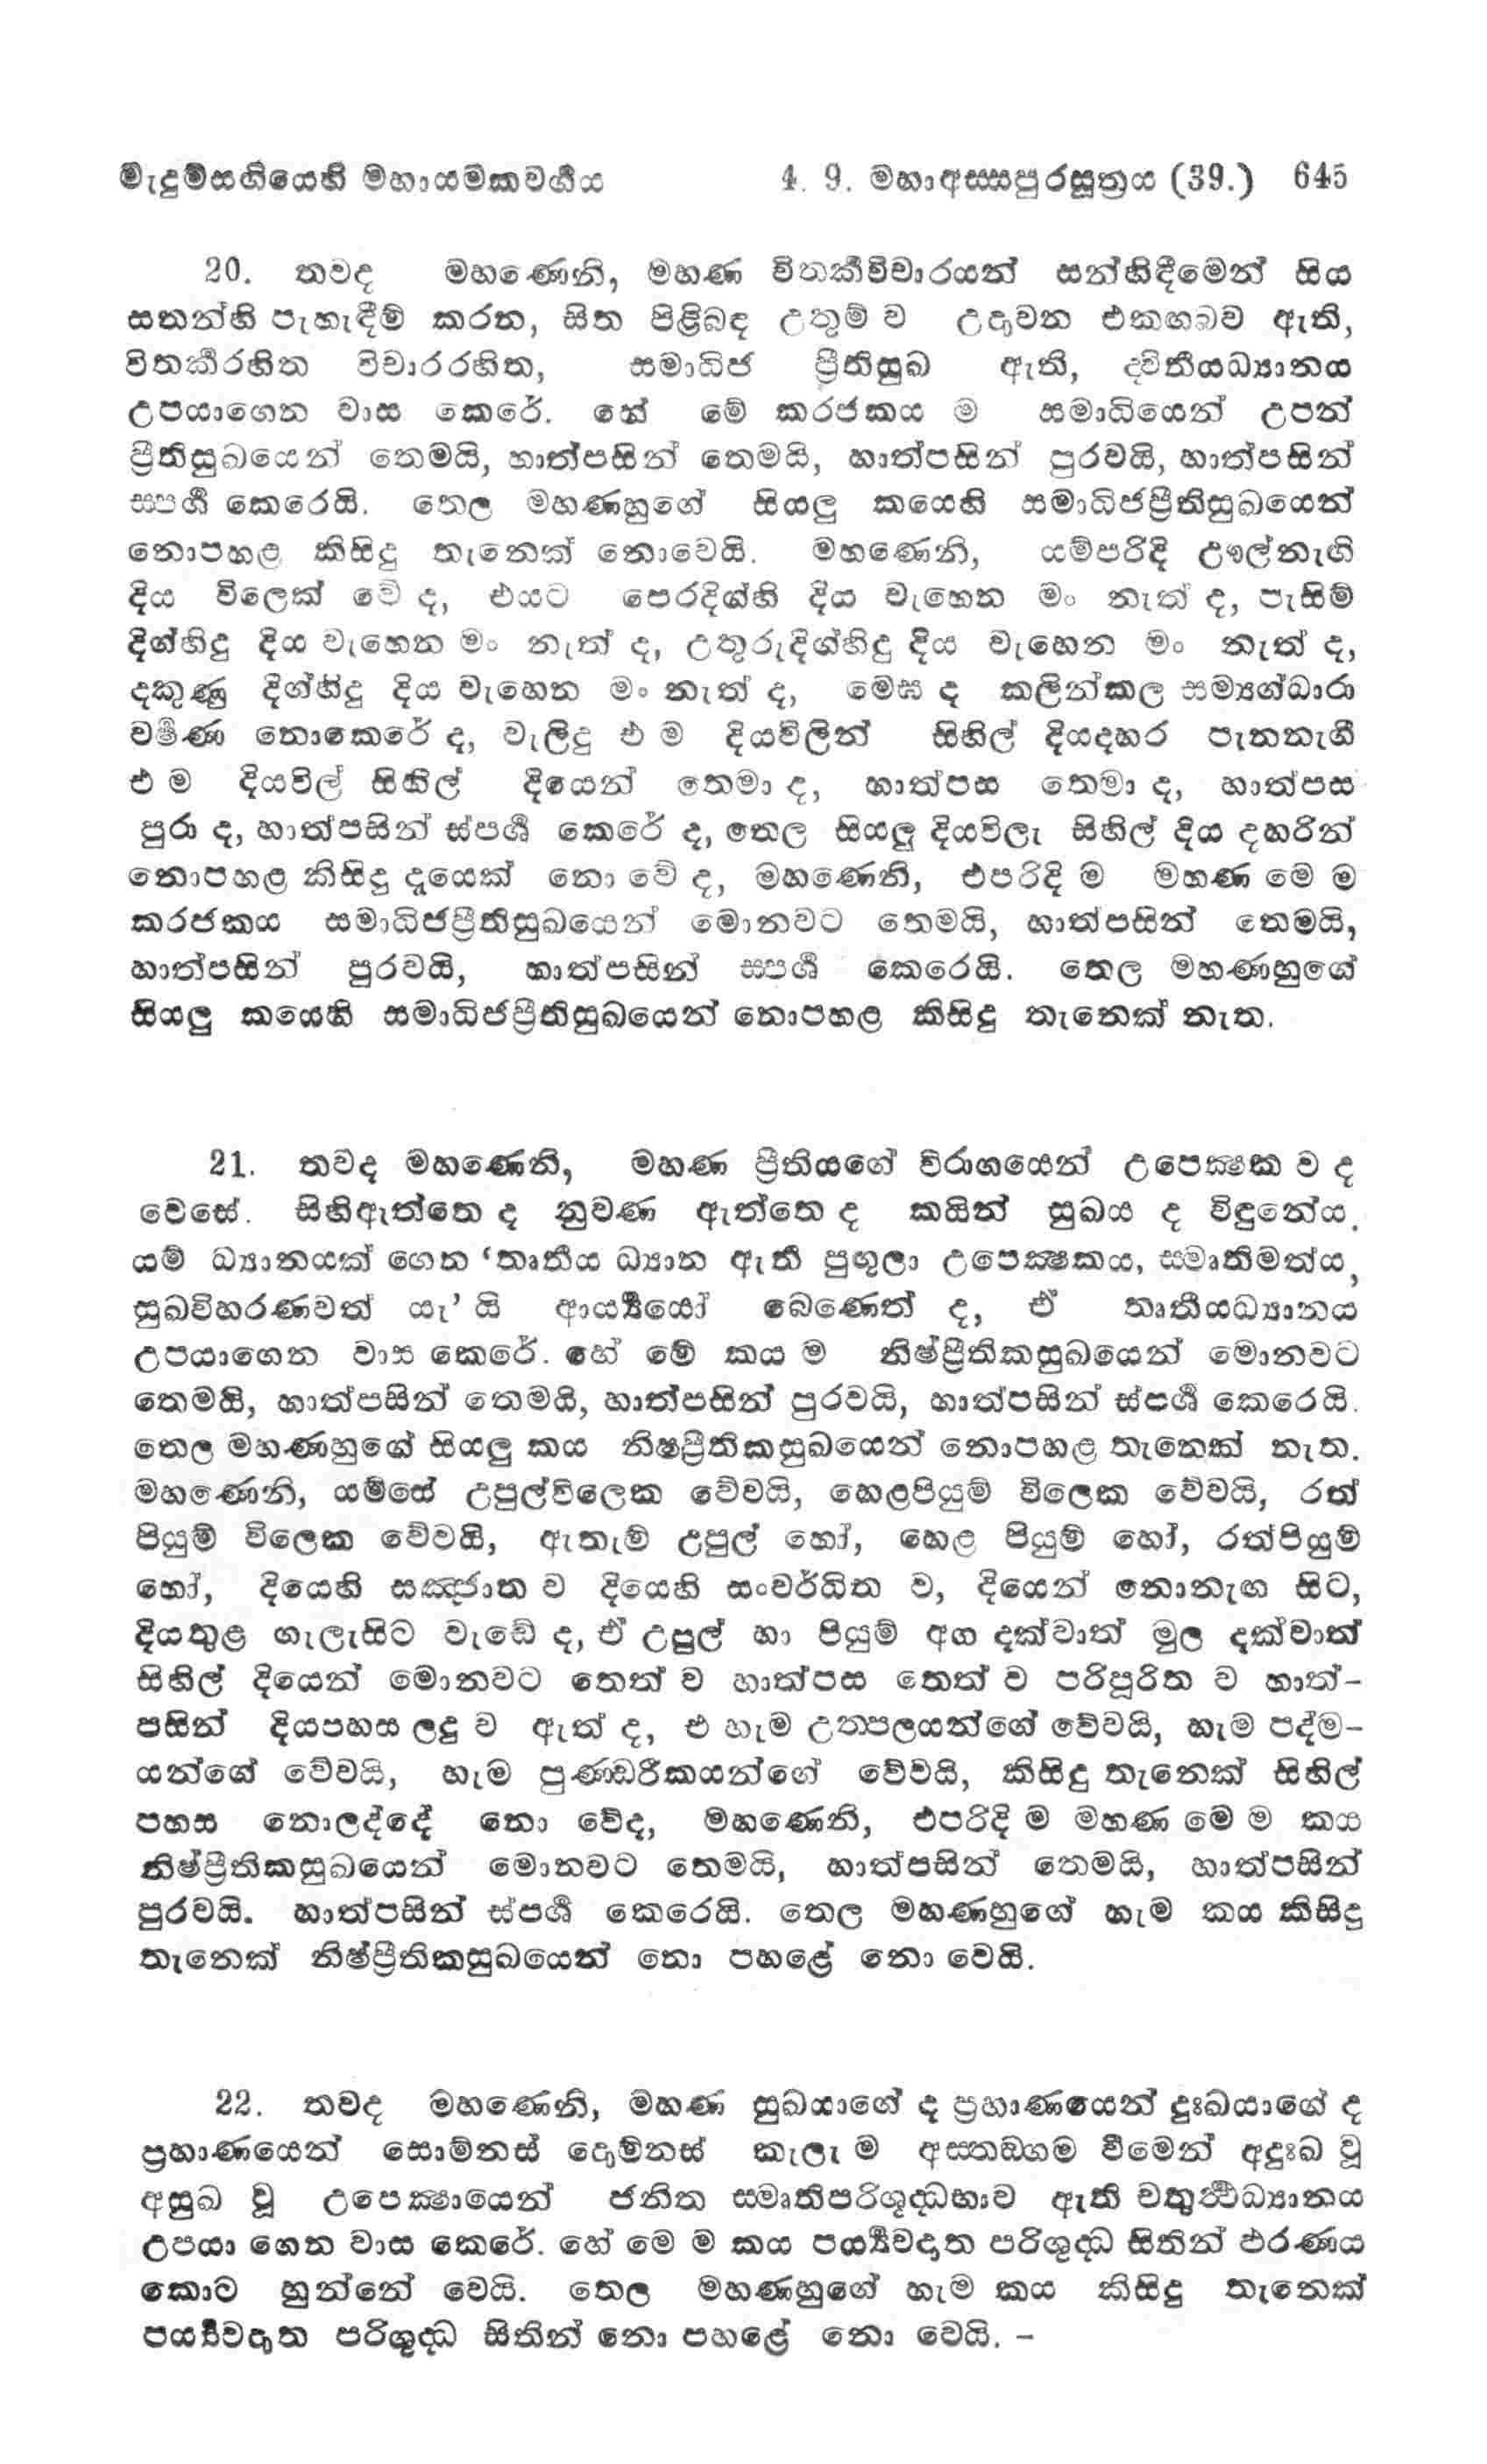 මැදුම්සඟියෙහි මහායමකවර්‍ගය 4. 9. මහාඅස්සපුරසූත්‍රය (39.) 645
20. තවද මහණෙනි, මහණ විතර්‍කවිචාරයන් සන්හිඳීමෙන් සිය
සතන්හි පැහැදීම් කරන, සිත පිළිබඳ උතුම් ව උදාවන එකඟබව ඇති,
විතර්‍කරහිත විචාරරහිත, සමාධිජ ප්‍රීතිසුඛ ඇති, ද්විතීයධ්‍යානය
උපයාගෙන වාස කෙරේ. හේ මේ කරජකය ම සමාධියෙන් උපන්
ප්‍රීතිසුඛයෙන් තෙමයි, හාත්පසින් තෙමයි, හාත්පසින් පුරවයි, හාත්පසින්
ස්පර්‍ශ කෙරෙයි. තෙල මහණහුගේ සියලු කයෙහි සමාධිජප්‍රීතිසුඛයෙන්
නොපහළ කිසිදු තැනෙක් නොවෙයි. මහණෙනි, යම්පරිදි උඬල්නැඟි
දිය විලෙක් වේ ද, එයට පෙරදිග්හි දිය වැහෙන මං නැත් ද, පැසිම්
දිග්හිදු දිය වැහෙන මං නැත් ද, උතුරුදිග්හිදු දිය වැහෙන මං නැත් ද,
දකුණු දිග්හිදු දිය වැහෙන මං නැත් ද, මෙඝ ද කලින්කල සම්‍යග්ධාරා
වර්‍ෂණ නොකෙරේ ද, වැලිදු එ ම දියවිලින් සිහිල් දියදහර පැනනැගී
එ ම දියවිල් සිහිල් දියෙන් තෙමා ද, හාත්පස තෙමා ද, හාත්පස
පුරා ද, හාත්පසින් ස්පර්‍ශ කෙරේ ද, තෙල සියලු දියවිලැ සිහිල් දිය දහරින්
නොපහළ කිසිදු දෑයෙක් නො වේ ද, මහණෙනි, එපරිදි ම මහණ මෙ ම
කරජකය සමාධිජප්‍රීතිසුඛයෙන් මොනවට තෙමයි, හාත්පසින් තෙමයි,
හාත්පසින් පුරවයි, හාත්පසින් ස්පර්‍ශ කෙරෙයි. තෙල මහණහුගේ
සියලු කයෙහි සමාධිජප්‍රීතිසුඛයෙන් නොපහළ කිසිදු තැනෙක් නැත.
21. තවද මහණෙනි, මහණ ප්‍රීතියගේ විරාගයෙන් උපෙක්‍ෂක ව ද
වෙසේ. සිහිඇත්තෙ ද නුවණ ඇත්තෙ ද කයින් සුඛය ද විඳුනේය.
යම් ධ්‍යානයක් ගෙන ‘තෘතීය ධ්‍යාන ඇති පුඟුලා උපෙක්‍ෂකය, ස්මෘතිමත්ය,
සුඛවිහරණවත් යැ’ යි ආර්‍ය්‍යයෝ බෙණෙත් ද, ඒ තෘතීයධ්‍යානය
උපයාගෙන වාස කෙරේ. හේ මේ කය ම නිෂ්ප්‍රීතිකසුඛයෙන් මොනවට
තෙමයි, හාත්පසින් තෙමයි, හාත්පසින් පුරවයි, හාත්පසින් ස්පර්‍ශ කෙරෙයි.
තෙල මහණහුගේ සියලු කය නිෂ්ප්‍රීතිකසුඛයෙන් නොපහළ තැනෙක් නැත.
මහණෙනි, යම්සේ උපුල්විලෙක වේවයි, හෙළපියුම් විලෙක වේවයි, රත්
පියුම් විලෙක වේවයි, ඇතැම් උපුල් හෝ, හෙළ පියුම් හෝ, රත්පියුම්
හෝ, දියෙහි සඤ්ජාත ව දියෙහි සංවර්ධිත ව, දියෙන් නොනැඟ සිට,
දියතුළ ගැලැසිට වැඩේ ද, ඒ උපුල් හා පියුම් අග දක්වාත් මුල දක්වාත්
සිහිල් දියෙන් මොනවට තෙත් ව හාත්පස තෙත් ව පරිපූරිත ව හාත්-
පසින් දියපහස ලදු ව ඇත් ද, එ හැම උත්පලයන්ගේ වේවයි, හැම පද්ම-
යන්ගේ වේවයි, හැම පුණ්ඩරීකයන්ගේ වේවයි, කිසිදු තැනෙක් සිහිල්
පහස නොලද්දේ නො වේද, මහණෙනි, එපරිදි ම මහණ මෙ ම කය
නිෂ්ප්‍රීතිකසුඛයෙන් මොනවට තෙමයි, හාත්පසින් තෙමයි, හාත්පසින්
පුරවයි. හාත්පසින් ස්පර්‍ශ කෙරෙයි. තෙල මහණහුගේ හැම කය කිසිදු
තැනෙක් නිෂ්ප්‍රීතිකසුඛයෙන් නො පහළේ නො වෙයි.
22. තවද මහණෙනි, මහණ සුඛයාගේ ද ප්‍රහාණයෙන් දුඃඛයාගේ ද
ප්‍රහාණයෙන් සොම්නස් දොම්නස් කැලැ ම අස්තඞ්ගම වීමෙන් අදුඃඛ වූ
අසුඛ වූ උපෙක්‍ෂායෙන් ජනිත ස්මෘතිපරිශුද්ධභාව ඇති චතුර්‍ත්‍ථධ්‍යානය
උපයා ගෙන වාස කෙරේ. හේ මෙ ම කය පර්‍ය්‍යවදාත පරිශුද්ධ සිතින් ඵරණය
කොට හුන්නේ වෙයි. තෙල මහණහුගේ හැම කය කිසිදු තැනෙක්
පර්‍ය්‍යවදාත පරිශුද්ධ සිතින් නො පහළේ නො වෙයි. -